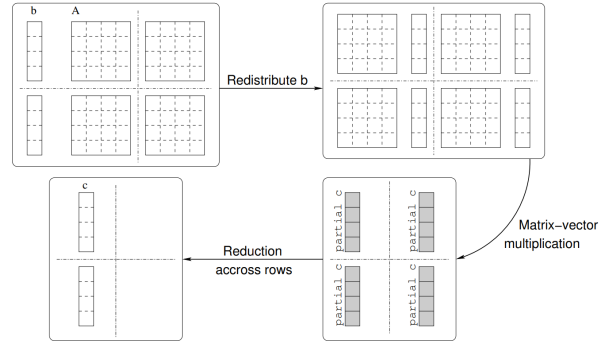 b
A
Redistribute b
c
partial c
partial c
Matrix−vector
multiplication
Reduction
accross rows
partial c
partial c